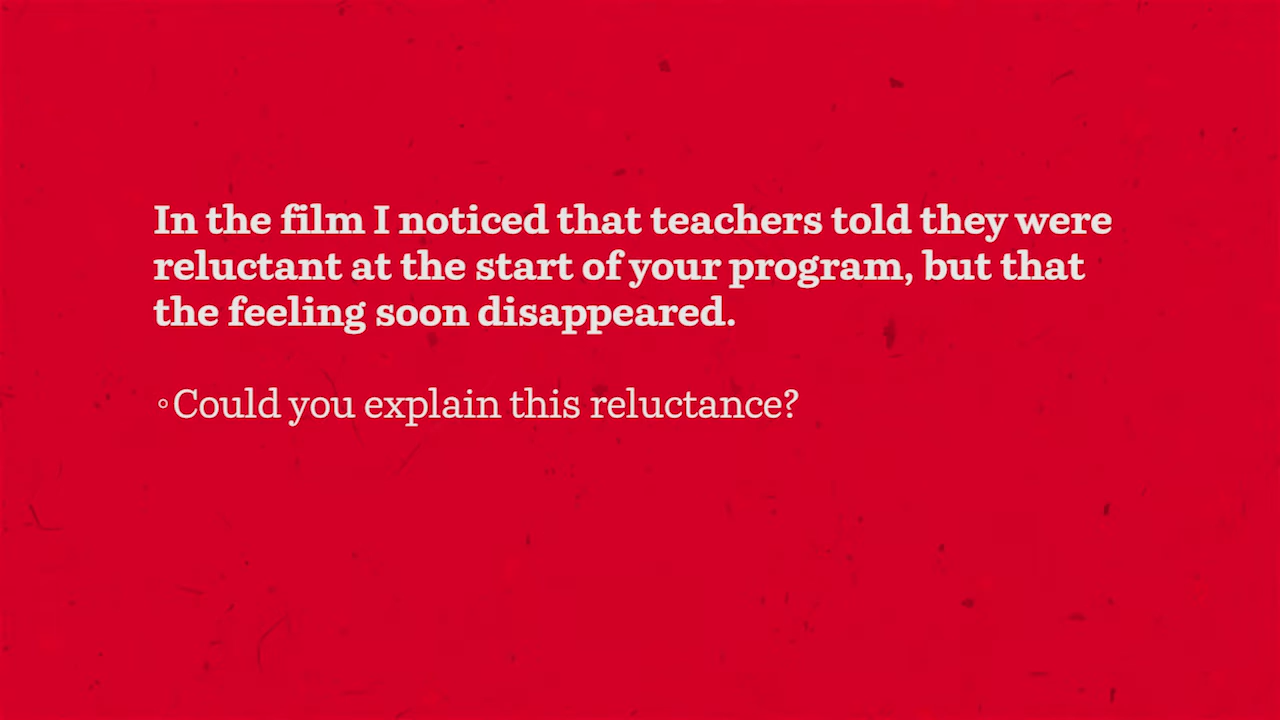 In the film I noticed that teachers told they were
reluctant at the start of your program, but that
the feeling soon disappeared.
◦Could you explain this reluctance?